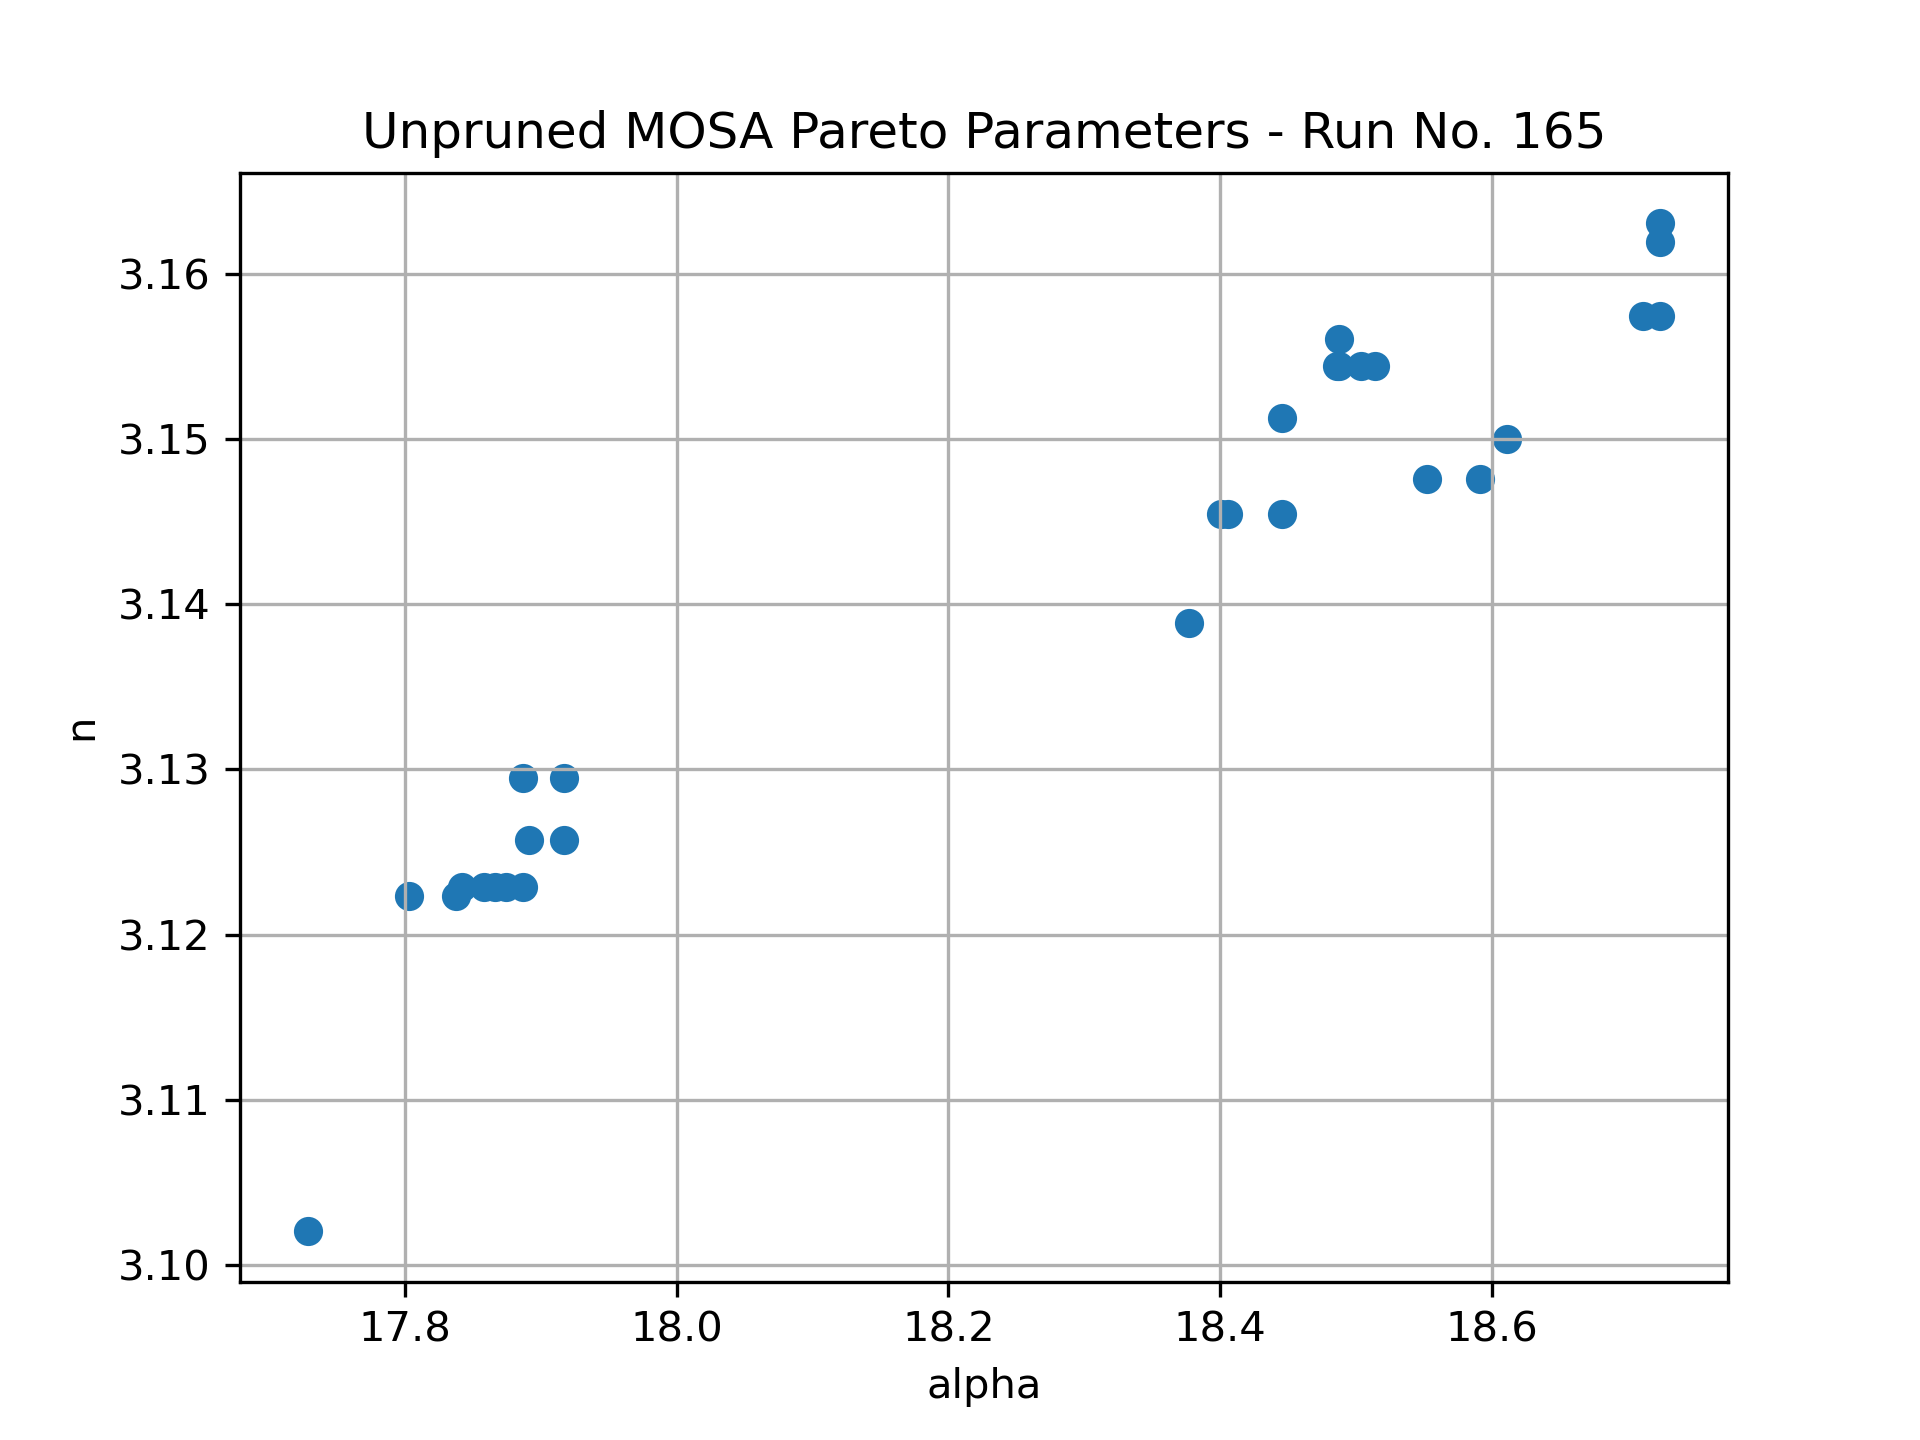 Unpruned MOSA Pareto Parameters - Run No. 165
3.16
3.15
3.14
3.13
3.12
3.11
3.10
n
17.8 18.0 18.2 18.4 18.6
alpha